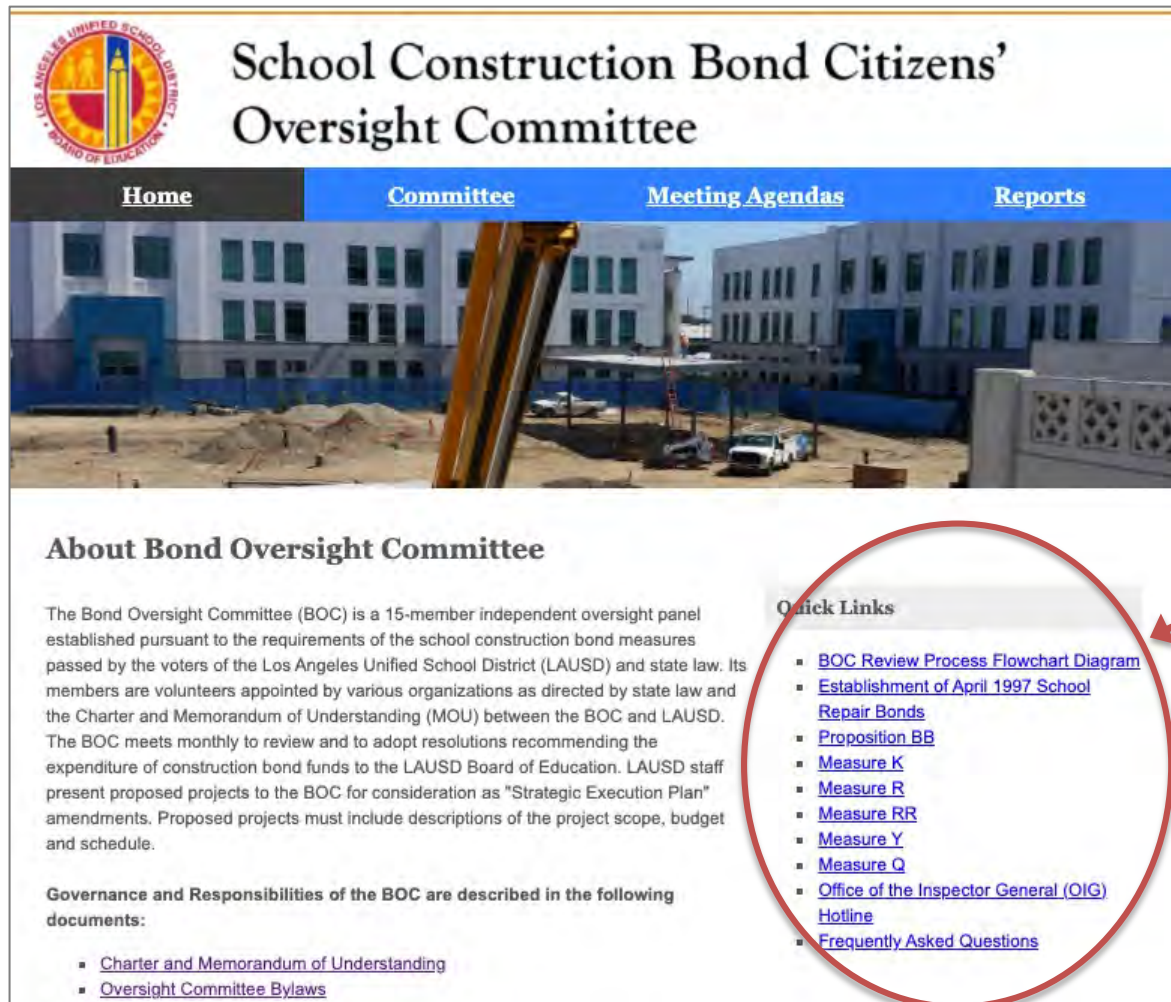 LOS ANGELES UNIFIED SCHOOL DISTRICT
BOARD OF EDUCATION
School Construction Bond Citizens'
Oversight Committee
Home Committee Meeting Agendas Reports
About Bond Oversight Committee
The Bond Oversight Committee (BOC) is a 15-member independent oversight panel
established pursuant to the requirements of the school construction bond measures
passed by the voters of the Los Angeles Unified School District (LAUSD) and state law. Its
members are volunteers appointed by various organizations as directed by state law and
the Charter and Memorandum of Understanding (MOU) between the BOC and LAUSD.
The BOC meets monthly to review and to adopt resolutions recommending the
expenditure of construction bond funds to the LAUSD Board of Education. LAUSD staff
present proposed projects to the BOC for consideration as "Strategic Execution Plan"
amendments. Proposed projects must include descriptions of the project scope, budget
and schedule.
Governance and Responsibilities of the BOC are described in the following
documents:
Charter and Memorandum of Understanding
Oversight Committee Bylaws
Quick Links
BOC Review Process Flowchart Diagram
Establishment of April 1997 School
Repair Bonds
Proposition BB
Measure K
Measure R
Measure RR
Measure Y
Measure Q
Office of the Inspector General (OIG)
Hotline
Frequently Asked Questions